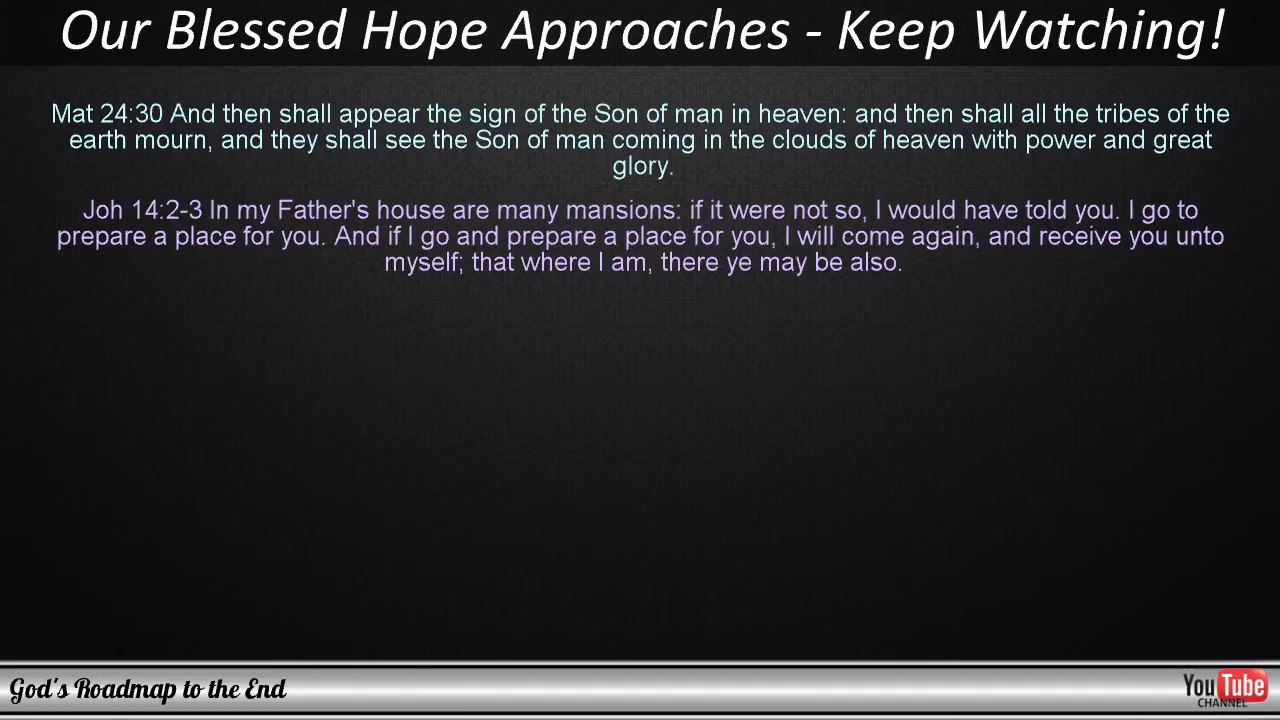 Our Blessed Hope Approaches - Keep Watching!
Mat 24:30 And then shall appear the sign of the Son of man in heaven: and then shall all the tribes of the
earth mourn, and they shall see the Son of man coming in the clouds of heaven with power and great
glory.
Joh 14:2-3 In my Father's house are many mansions: if it were not so, I would have told you. I go to
prepare a place for you. And if I go and prepare a place for you, I will come again, and receive you unto
myself; that where I am, there ye may be also.
God's Roadmap to the End
YouTube
CHANNEL